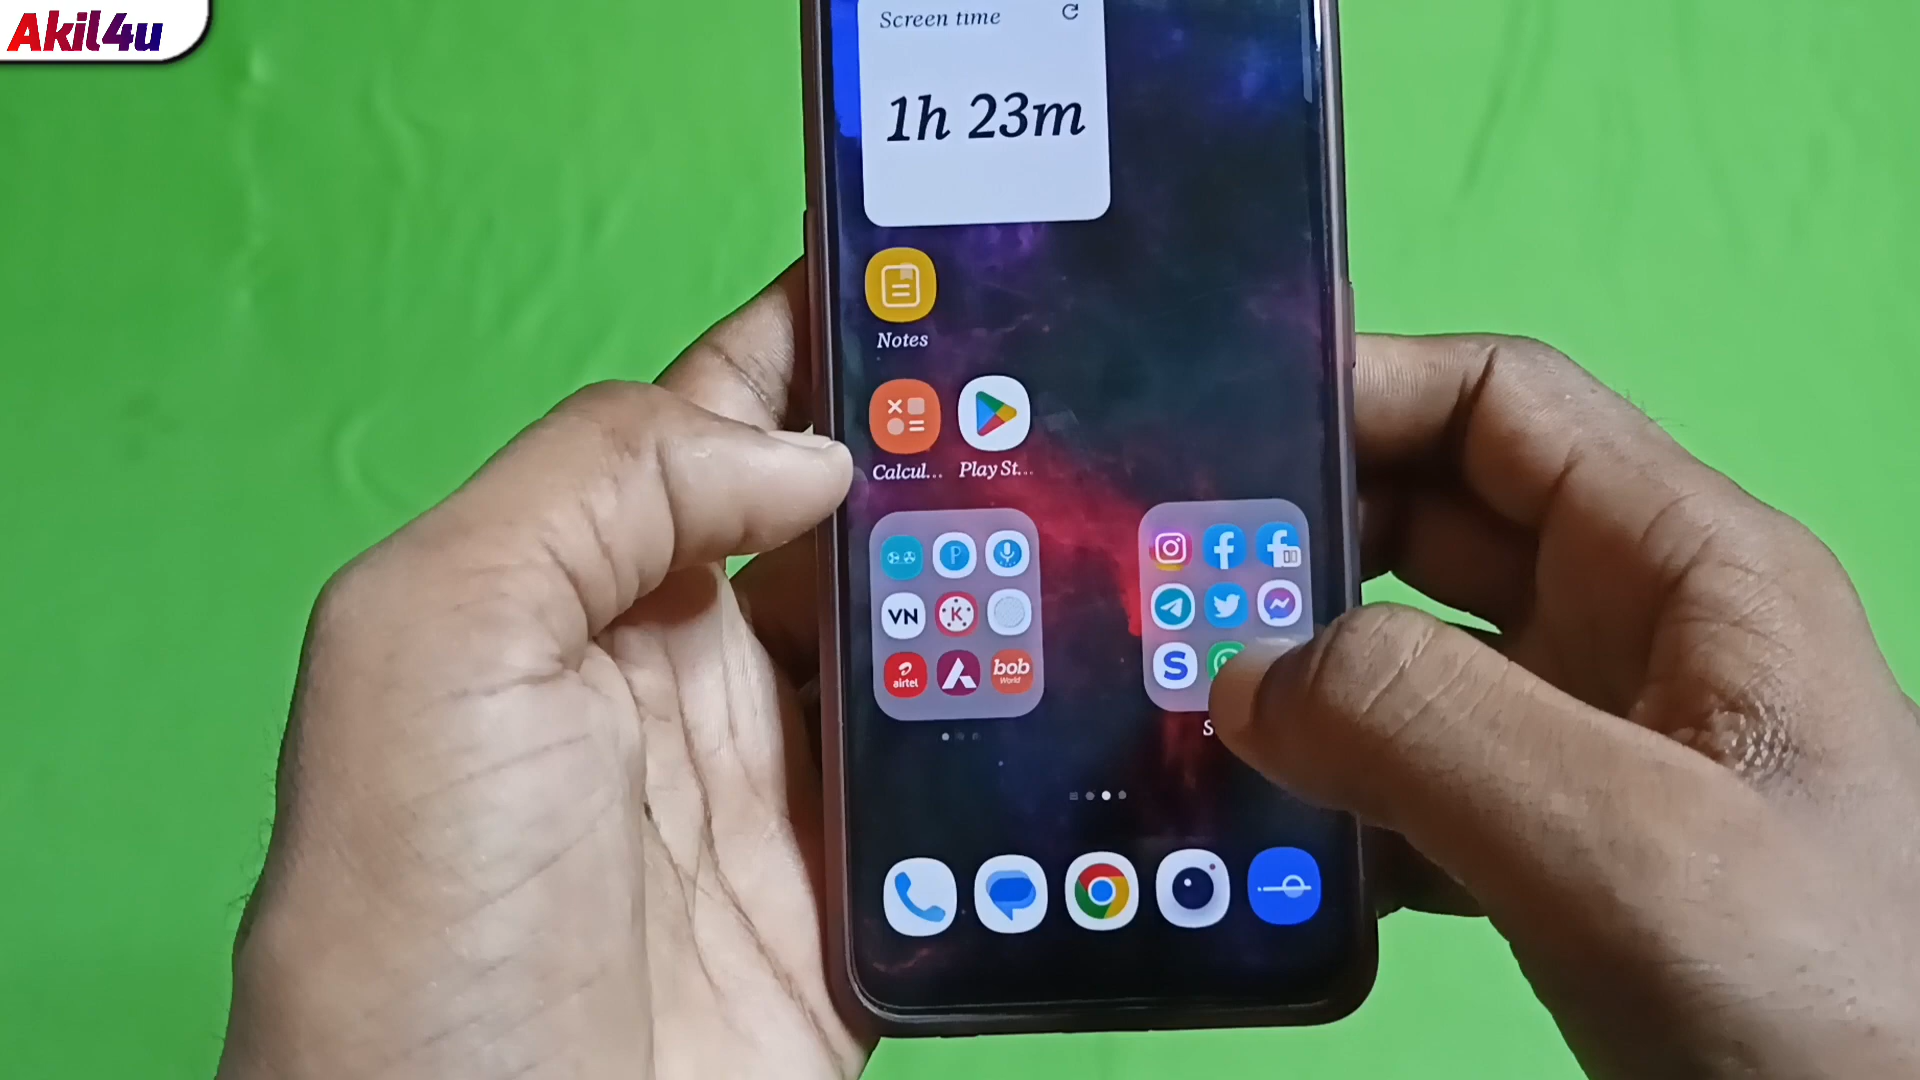 Akil4u
Screen time
1h 23m
Notes
Calcul...
Play St...
P
VN
K
S
airtel
bob
World
S